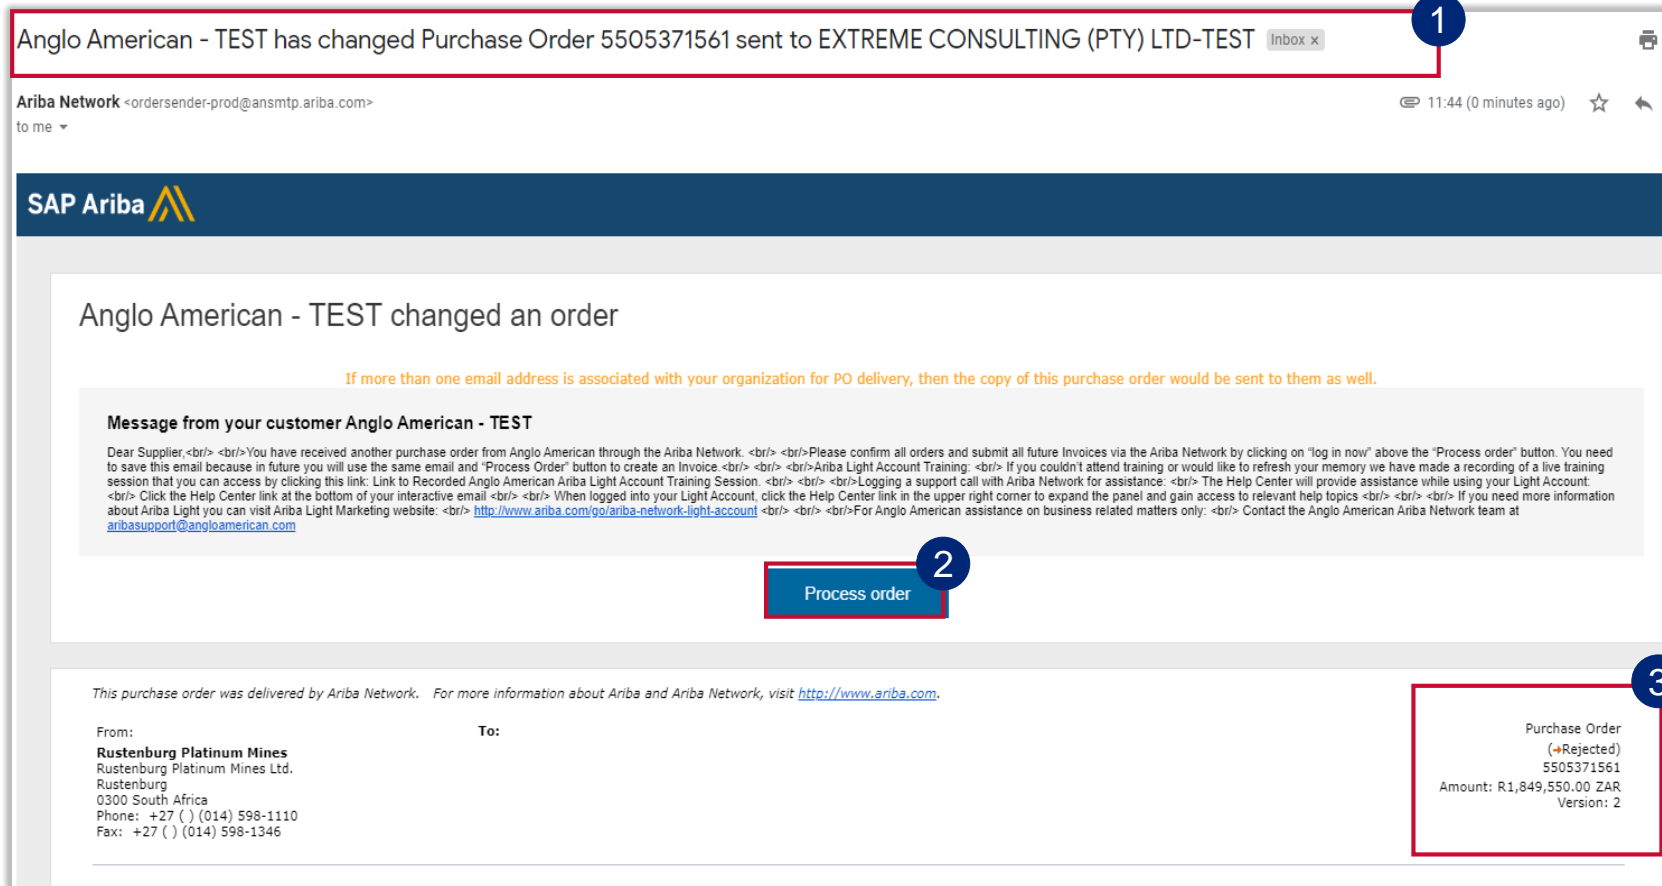 1
Anglo American - TEST has changed Purchase Order 5505371561 sent to EXTREME CONSULTING (PTY) LTD-TEST Inbox x
Ariba Network <ordersender-prod@ansmtp.ariba.com>
11:44 (0 minutes ago)
to me
SAP Ariba
Anglo American - TEST changed an order
If more than one email address is associated with your organization for PO delivery, then the copy of this purchase order would be sent to them as well.
Message from your customer Anglo American - TEST
Dear Supplier,<br/> <br/>You have received another purchase order from Anglo American through the Ariba Network. <br/> <br/>Please confirm all orders and submit all future Invoices via the Ariba Network by clicking on “log in now” above the “Process order” button. You need
to save this email because in future you will use the same email and “Process Order” button to create an Invoice.<br/> <br/> <br/>Ariba Light Account Training: <br/> If you couldn’t attend training or would like to refresh your memory we have made a recording of a live training
session that you can access by clicking this link: Link to Recorded Anglo American Ariba Light Account Training Session. <br/> <br/> <br/>Logging a support call with Ariba Network for assistance: <br/> The Help Center will provide assistance while using your Light Account:
<br/> Click the Help Center link at the bottom of your interactive email <br/> <br/> When logged into your Light Account, click the Help Center link in the upper right corner to expand the panel and gain access to relevant help topics <br/> <br/> <br/> If you need more information
about Ariba Light you can visit Ariba Light Marketing website: <br/> http://www.ariba.com/go/ariba-network-light-account <br/> <br/> <br/>For Anglo American assistance on business related matters only: <br/> Contact the Anglo American Ariba Network team at
aribasupport@angloamerican.com
2
Process order
This purchase order was delivered by Ariba Network. For more information about Ariba and Ariba Network, visit http://www.ariba.com.
3
From:
Rustenburg Platinum Mines
Rustenburg Platinum Mines Ltd.
Rustenburg
0300 South Africa
Phone: +27 ( ) (014) 598-1110
Fax: +27 ( ) (014) 598-1346
To:
Purchase Order
(→Rejected)
5505371561
Amount: R1,849,550.00 ZAR
Version: 2